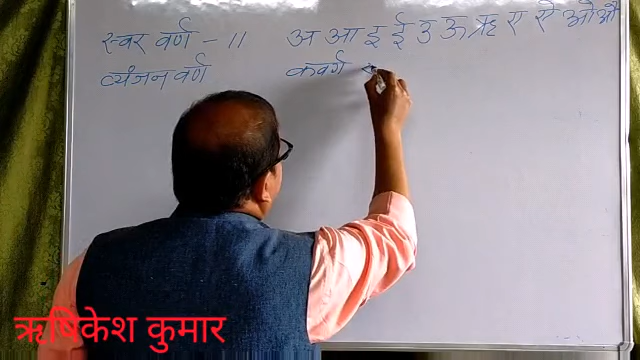 स्वर वर्ण - 11 अ आ इ ई उ ऊ ऋ ए ऐ ओ औ
व्यंजन वर्ण कवर्ग
ऋषिकेश कुमार